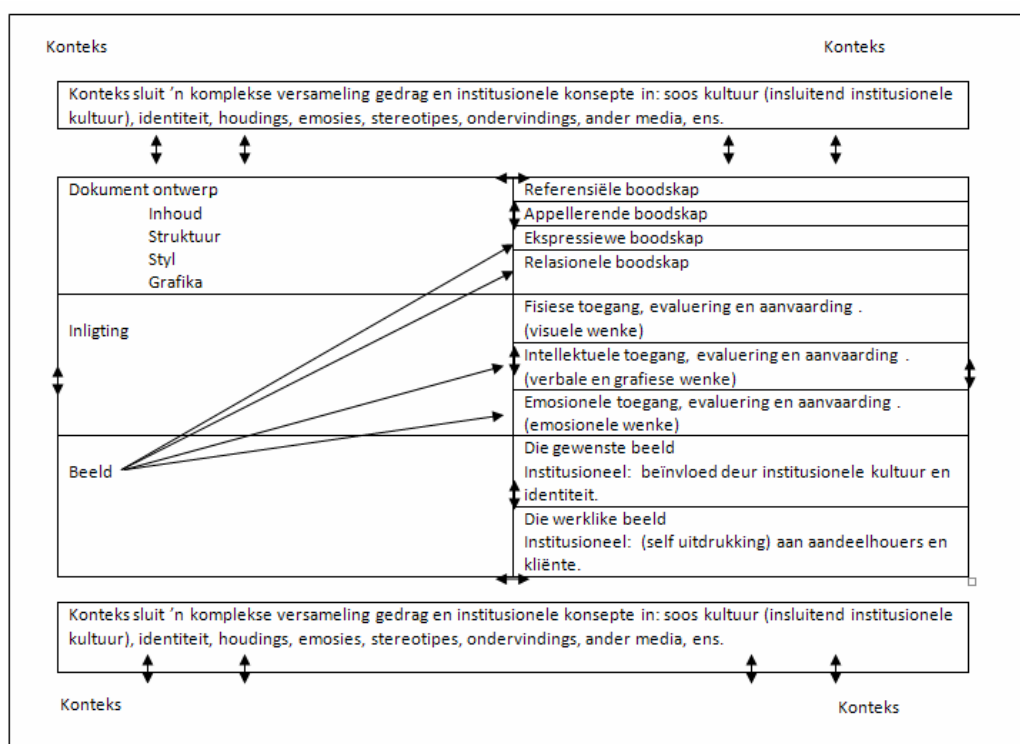 Konteks
Konteks
Konteks sluit ’n komplekse versameling gedrag en institusionele konsepte in: soos kultuur (insluitend institusionele
kultuur), identiteit, houdings, emosies, stereotipes, ondervindings, ander media, ens.
Dokument ontwerp
Inhoud
Struktuur
Styl
Grafika
Referensiële boodskap
Appellerende boodskap
Ekspressiewe boodskap
Relasionele boodskap
Inligting
Fisiese toegang, evaluering en aanvaarding .
(visuele wenke)
Intellektuele toegang, evaluering en aanvaarding .
(verbale en grafiese wenke)
Emosionele toegang, evaluering en aanvaarding .
(emosionele wenke)
Beeld
Die gewenste beeld
Institusioneel: beïnvloed deur institusionele kultuur en
identiteit.
Die werklike beeld
Institusioneel: (self uitdrukking) aan aandeelhouers en
kliënte.
Konteks sluit ’n komplekse versameling gedrag en institusionele konsepte in: soos kultuur (insluitend institusionele
kultuur), identiteit, houdings, emosies, stereotipes, ondervindings, ander media, ens.
Konteks
Konteks